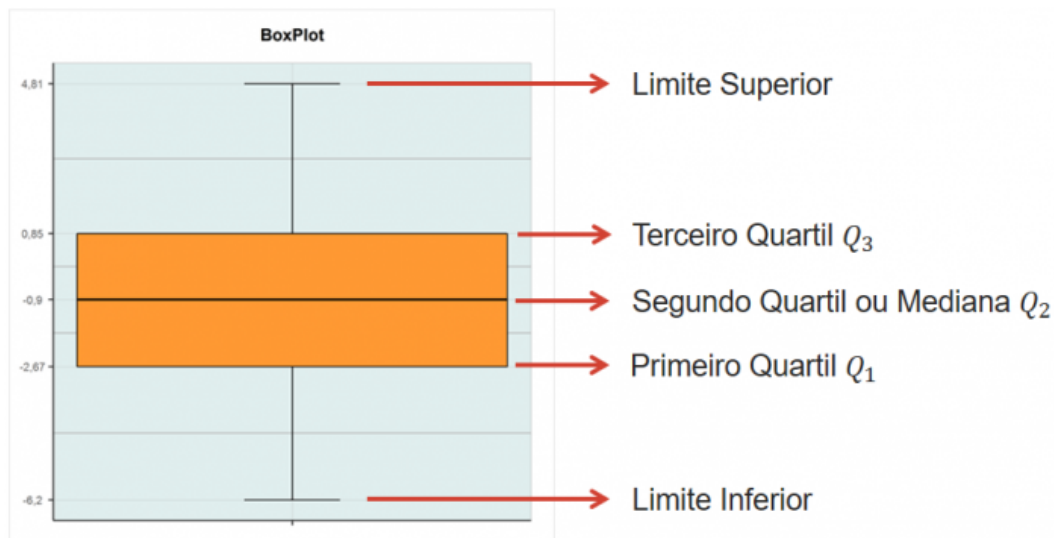 BoxPlot
4,81
Limite Superior
0,85
Terceiro Quartil Q₃
-0,9
Segundo Quartil ou Mediana Q₂
-2,67
Primeiro Quartil Q₁
-6,2
Limite Inferior